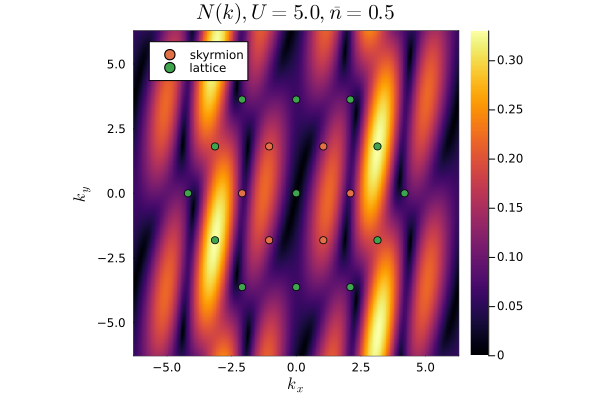 N(k), U = 5.0, n̄ = 0.5
skyrmion
lattice
5.0
2.5
0.0
−2.5
−5.0
k_y
−5.0 −2.5 0.0 2.5 5.0
k_x
0.30
0.25
0.20
0.15
0.10
0.05
0